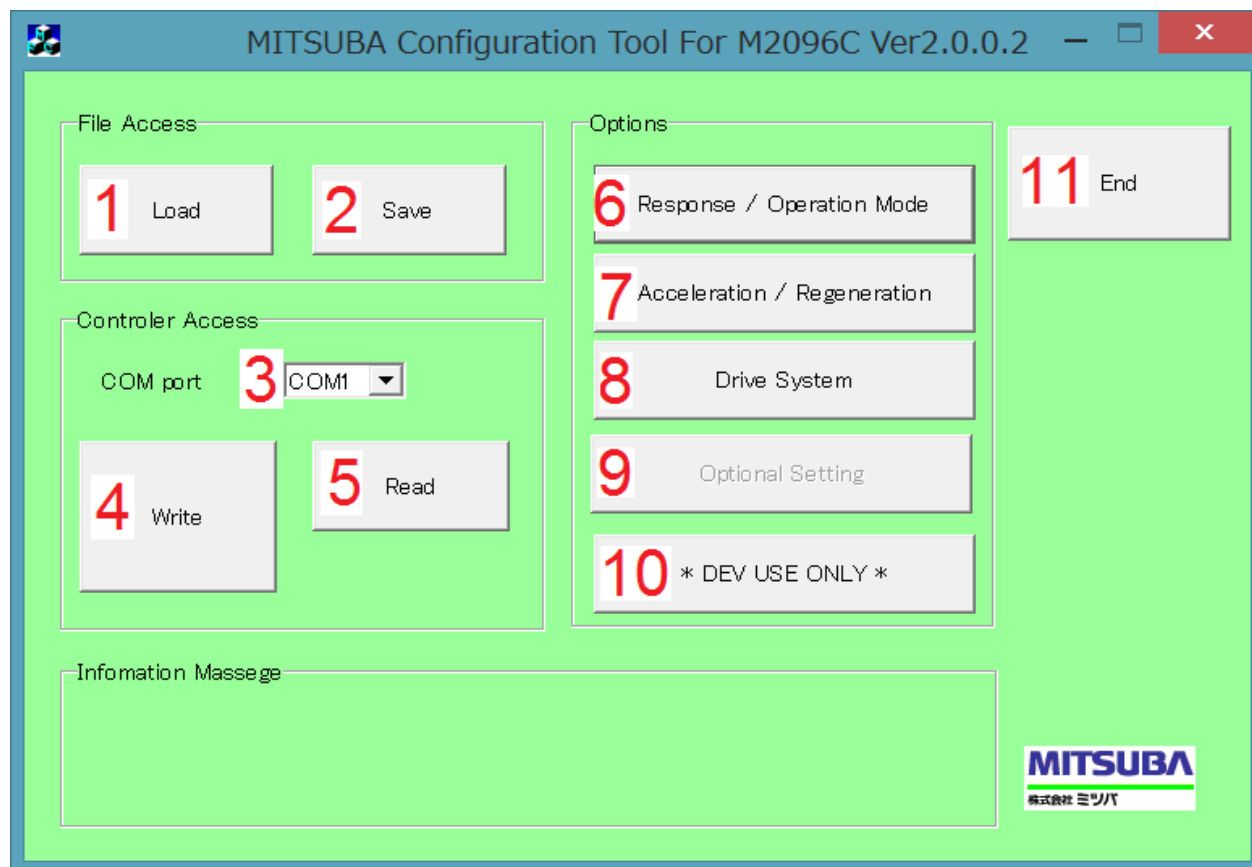 MITSUBA Configuration Tool For M2096C Ver2.0.0.2
File Access
1 Load
2 Save
Controler Access
COM port 3 COM1
4 Write
5 Read
Options
6 Response / Operation Mode
7 Acceleration / Regeneration
8 Drive System
9 Optional Setting
10 * DEV USE ONLY *
11 End
Infomation Massege
MITSUBA
株式会社 ミツバ